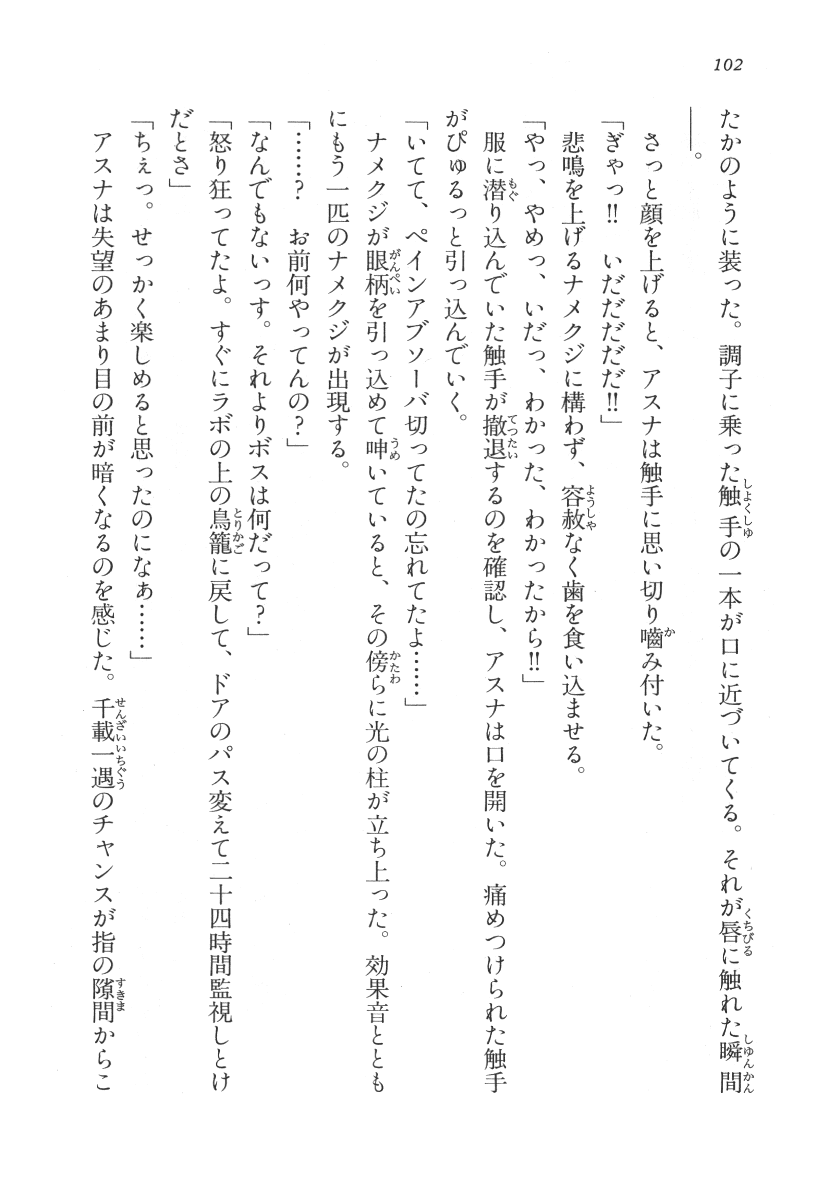 102
たかのように装った。調子に乗った触手の一本が口に近づいてくる。それが唇に触れた瞬間
――。
　さっと顔を上げると、アスナは触手に思い切り嚙み付いた。
「ぎゃっ!!　いだだだだだ!!」
　悲鳴を上げるナメクジに構わず、容赦なく歯を食い込ませる。
「やっ、やめっ、いだっ、わかった、わかったから!!」
　服に潜り込んでいた触手が撤退するのを確認し、アスナは口を開いた。痛めつけられた触手
がぴゅるっと引っ込んでいく。
「いてて、ペインアブソーバ切ってたの忘れてたよ……」
　ナメクジが眼柄を引っ込めて呻いていると、その傍らに光の柱が立ち上った。効果音ととも
にもう一匹のナメクジが出現する。
「……？　お前何やってんの？」
「なんでもないっす。それよりボスは何だって？」
「怒り狂ってたよ。すぐにラボの上の鳥籠に戻して、ドアのパス変えて二十四時間監視しとけ
だとさ」
「ちぇっ。せっかく楽しめると思ったのになぁ……」
　アスナは失望のあまり目の前が暗くなるのを感じた。千載一遇のチャンスが指の隙間からこ